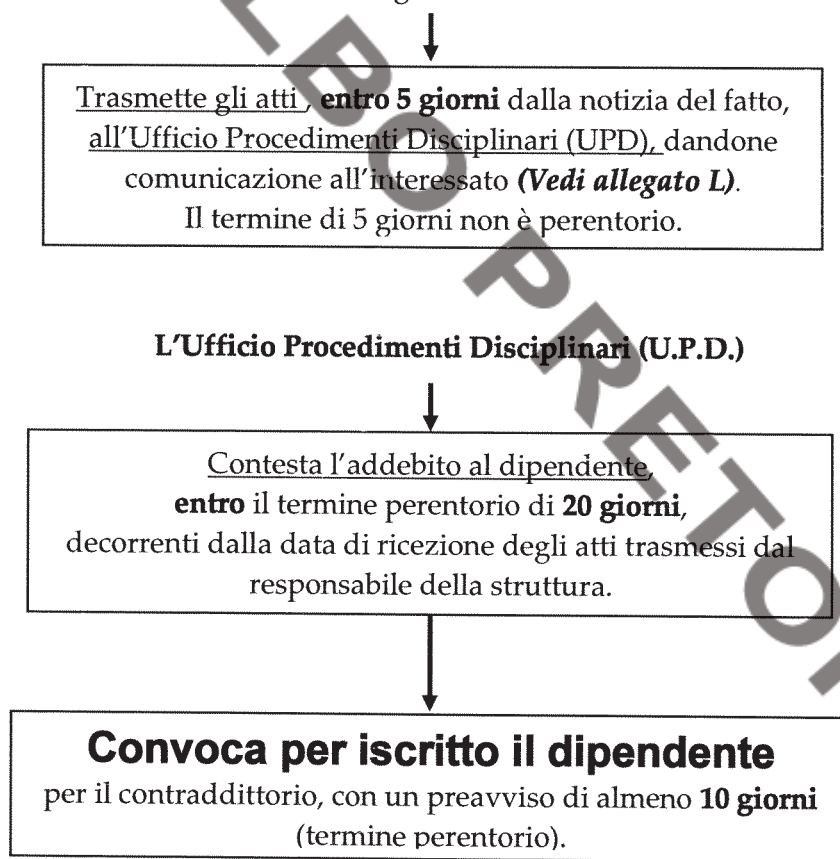 Trasmette gli atti , entro 5 giorni dalla notizia del fatto,
all'Ufficio Procedimenti Disciplinari (UPD), dandone
comunicazione all'interessato (Vedi allegato L).
Il termine di 5 giorni non è perentorio.
L'Ufficio Procedimenti Disciplinari (U.P.D.)
Contesta l'addebito al dipendente,
entro il termine perentorio di 20 giorni,
decorrenti dalla data di ricezione degli atti trasmessi dal
responsabile della struttura.
Convoca per iscritto il dipendente
per il contraddittorio, con un preavviso di almeno 10 giorni
(termine perentorio).
LBO PRETO